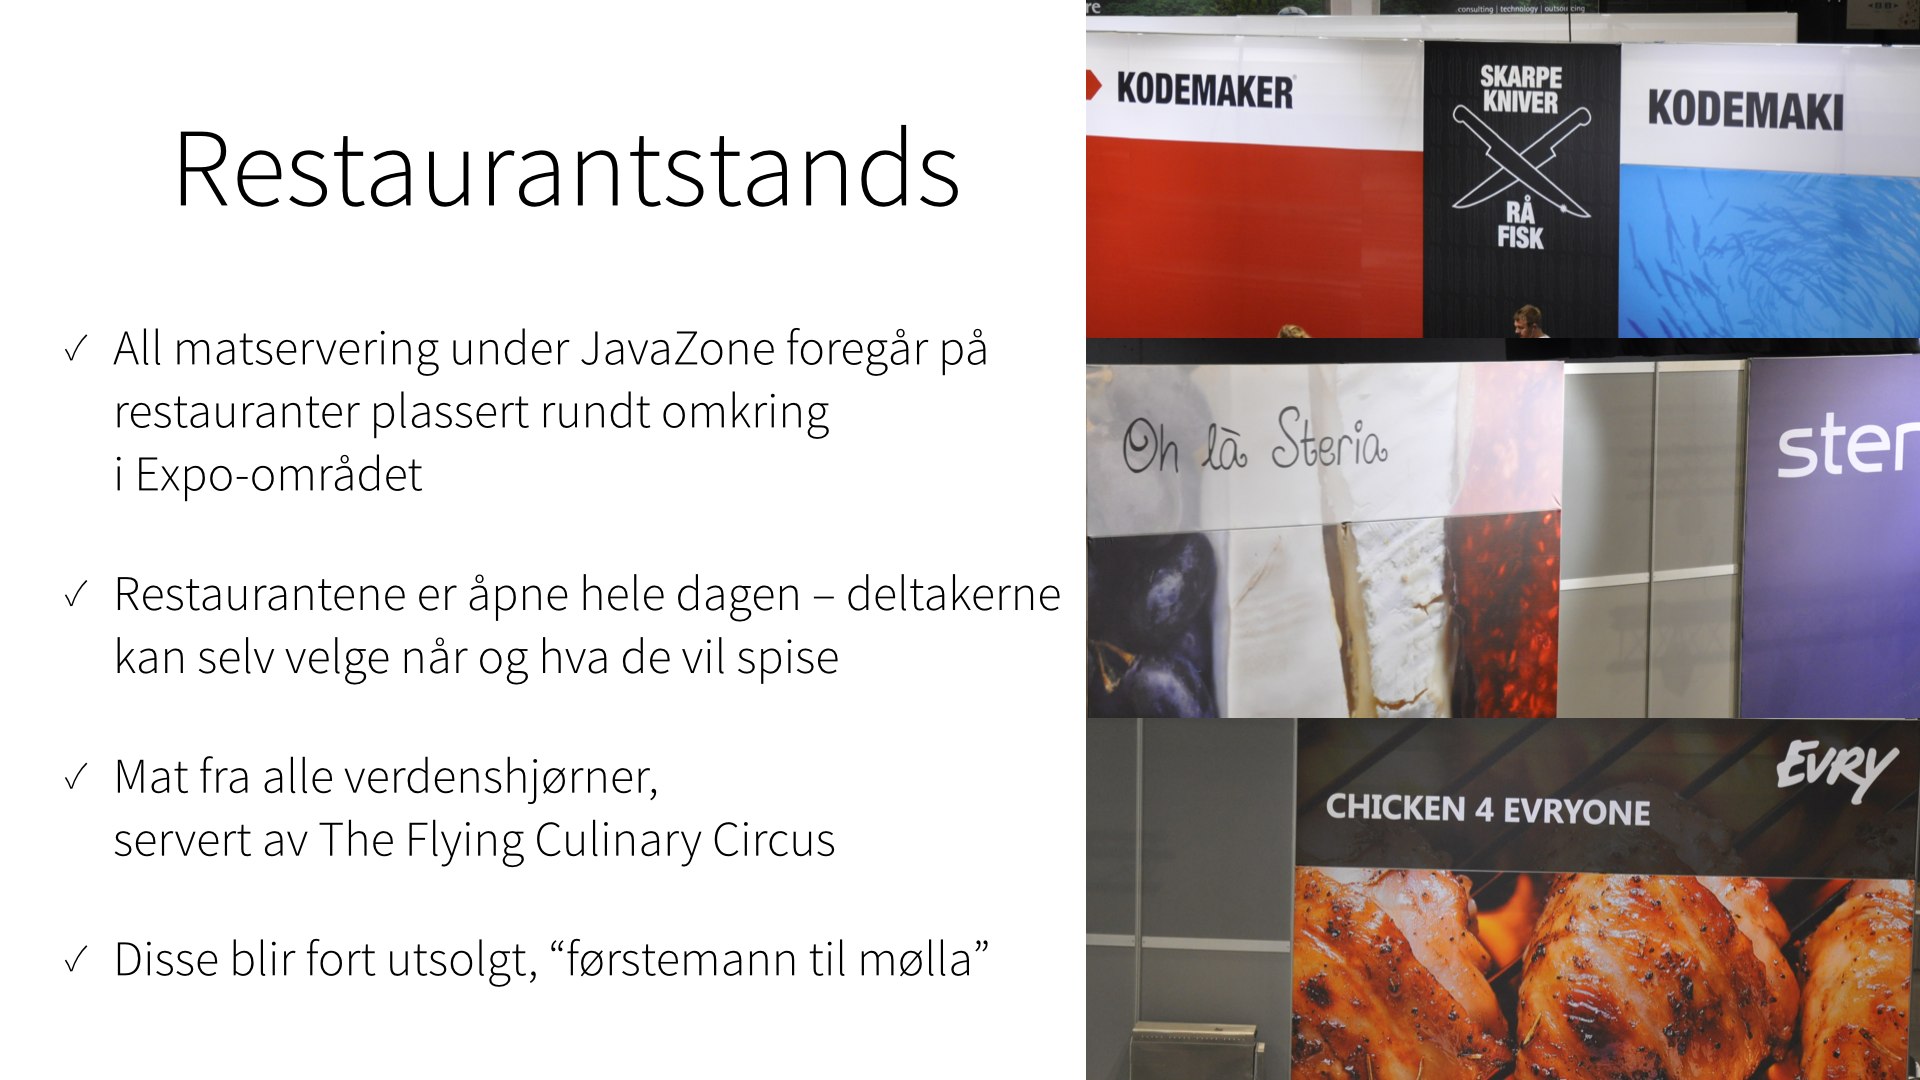 Restaurantstands
✓ All matservering under JavaZone foregår på
restauranter plassert rundt omkring
i Expo-området
✓ Restaurantene er åpne hele dagen – deltakerne
kan selv velge når og hva de vil spise
✓ Mat fra alle verdenshjørner,
servert av The Flying Culinary Circus
✓ Disse blir fort utsolgt, “førstemann til mølla”
re
consulting | technology | outsourcing
KODEMAKER
SKARPE
KNIVER
RÅ
FISK
KODEMAKI
Oh là Steria
ster
EVRY
CHICKEN 4 EVRYONE